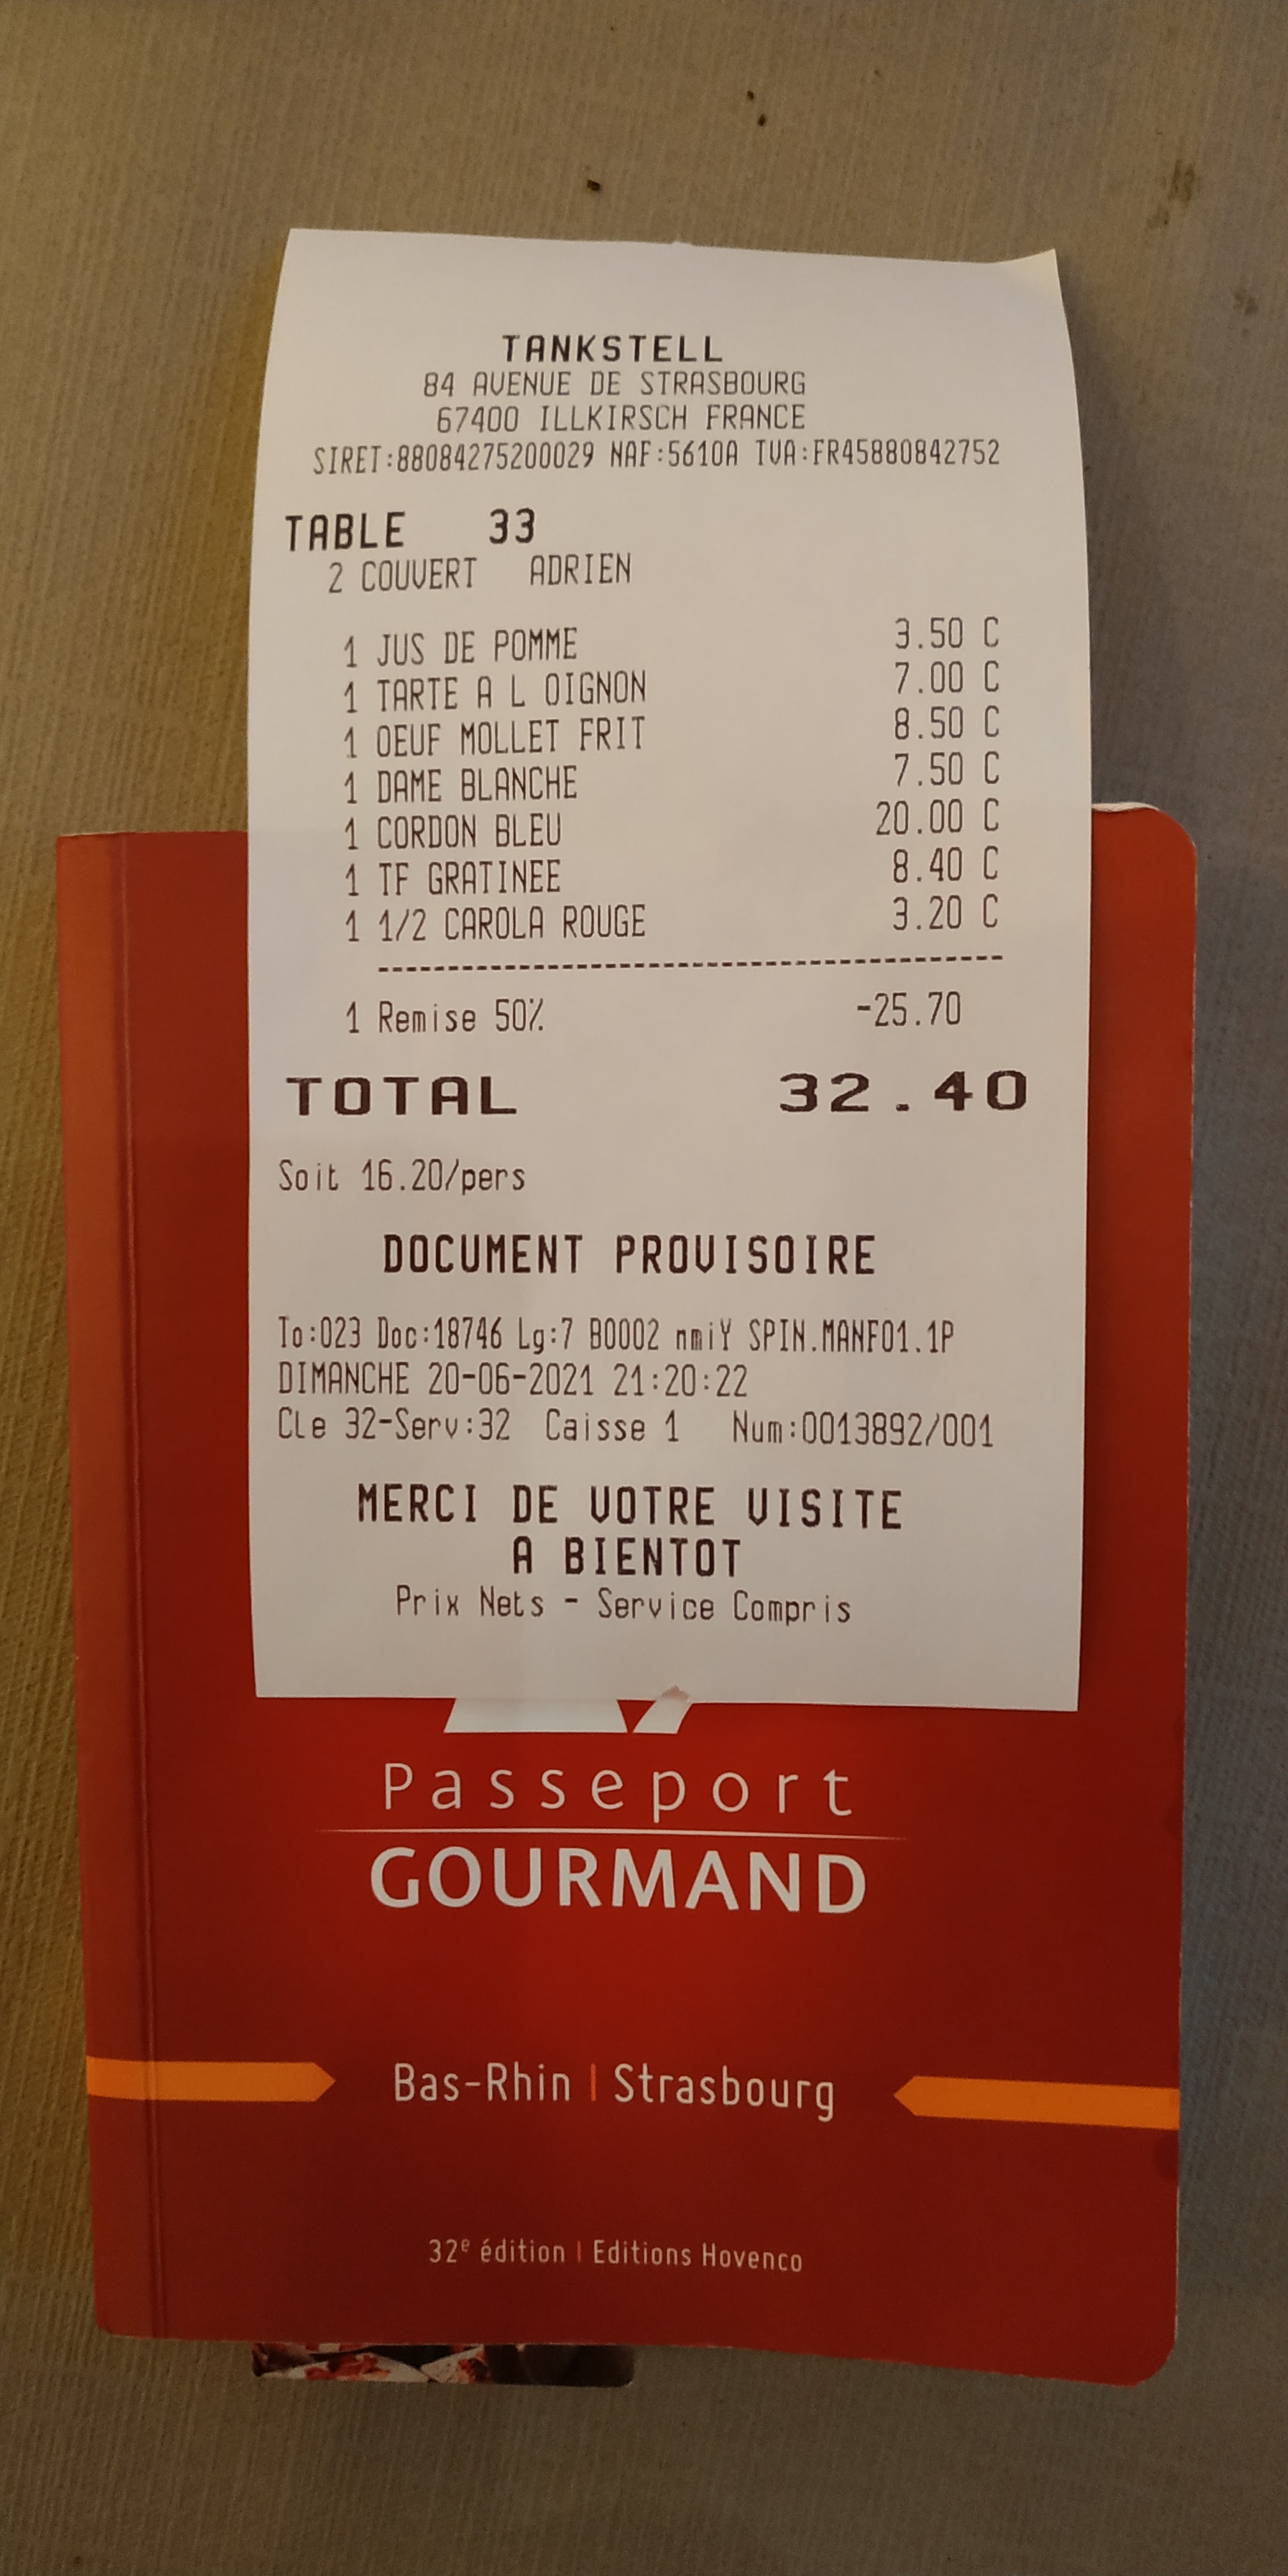 TANKSTELL
84 AVENUE DE STRASBOURG
67400 ILLKIRSCH FRANCE
SIRET:88084275200029 NAF:5610A TVA:FR45880842752
TABLE 33
2 COUVERT ADRIEN
1 JUS DE POMME 3.50 C
1 TARTE A L OIGNON 7.00 C
1 OEUF MOLLET FRIT 8.50 C
1 DAME BLANCHE 7.50 C
1 CORDON BLEU 20.00 C
1 TF GRATINEE 8.40 C
1 1/2 CAROLA ROUGE 3.20 C
----------------------------------------
1 Remise 50% -25.70
TOTAL 32.40
Soit 16.20/pers
DOCUMENT PROVISOIRE
To:023 Doc:18746 Lg:7 B0002 nmiY SPIN.MANF01.1P
DIMANCHE 20-06-2021 21:20:22
Cle 32-Serv:32 Caisse 1 Num:0013892/001
MERCI DE VOTRE VISITE
A BIENTOT
Prix Nets - Service Compris
Passeport
GOURMAND
Bas-Rhin | Strasbourg
32e édition | Editions Hovenco